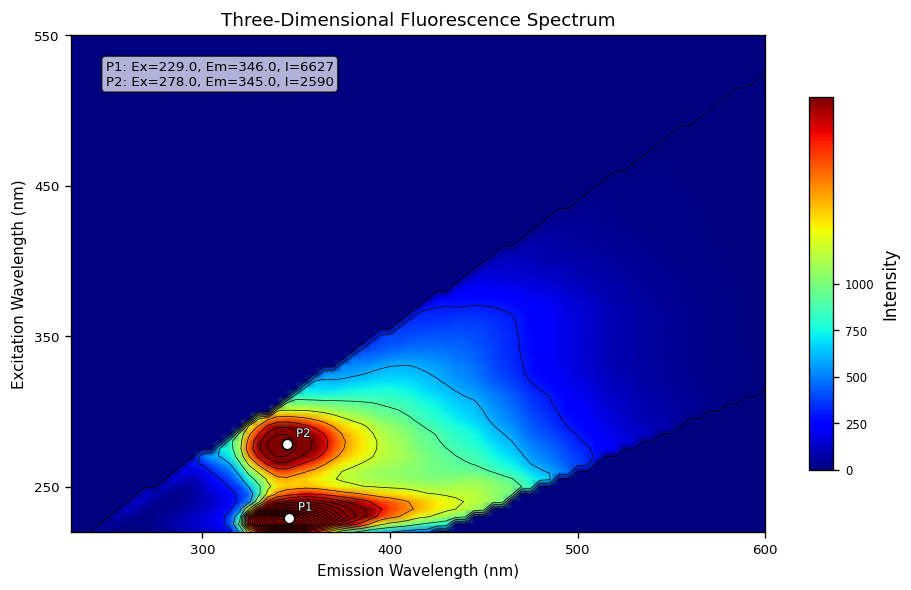 Three-Dimensional Fluorescence Spectrum
P1: Ex=229.0, Em=346.0, I=6627
P2: Ex=278.0, Em=345.0, I=2590
550
450
350
250
Excitation Wavelength (nm)
P2
P1
300
400
500
600
Emission Wavelength (nm)
1000
750
500
250
0
Intensity